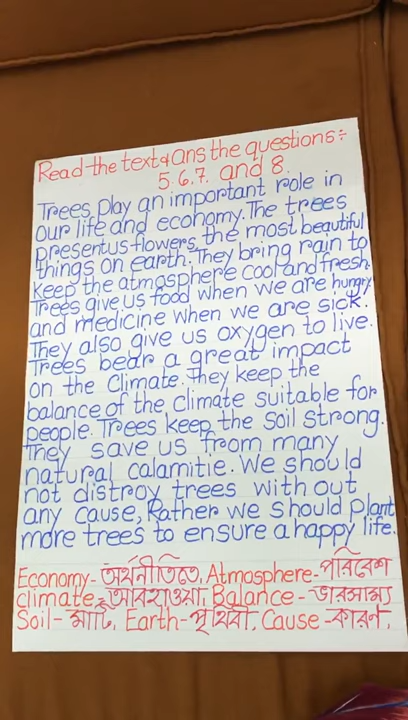 Read the text & ans the questions÷
5.6.7. and 8
Trees play an important role in
our life and economy. The trees
presentus flowers, the most beautiful
things on earth. They bring rain to
keep the atmosphere cool and fresh.
Trees give us food when we are hungry.
and medicine when we are sick.
They also give us oxygen to live.
Trees bear a great impact
on the Climate. They keep the
balance of the Climate suitable for
people. Trees keep the Soil strong.
They save us from many
natural calamitie. We should
not distroy trees with out
any cause, Rather we should plant
more trees to ensure a happy life.
Economy-অর্থনীতিতে, Atmosphere-পরিবেশ
climate-আবহাওয়া, Balance-ভারসাম্য
Soil-মাটি, Earth-পৃথিবী, Cause-কারণ,